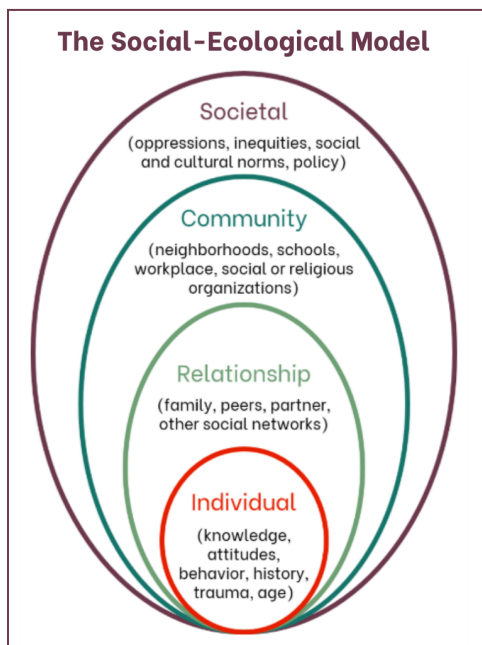 The Social-Ecological Model
Societal
(oppressions, inequities, social
and cultural norms, policy)
Community
(neighborhoods, schools,
workplace, social or religious
organizations)
Relationship
(family, peers, partner,
other social networks)
Individual
(knowledge,
attitudes,
behavior, history,
trauma, age)